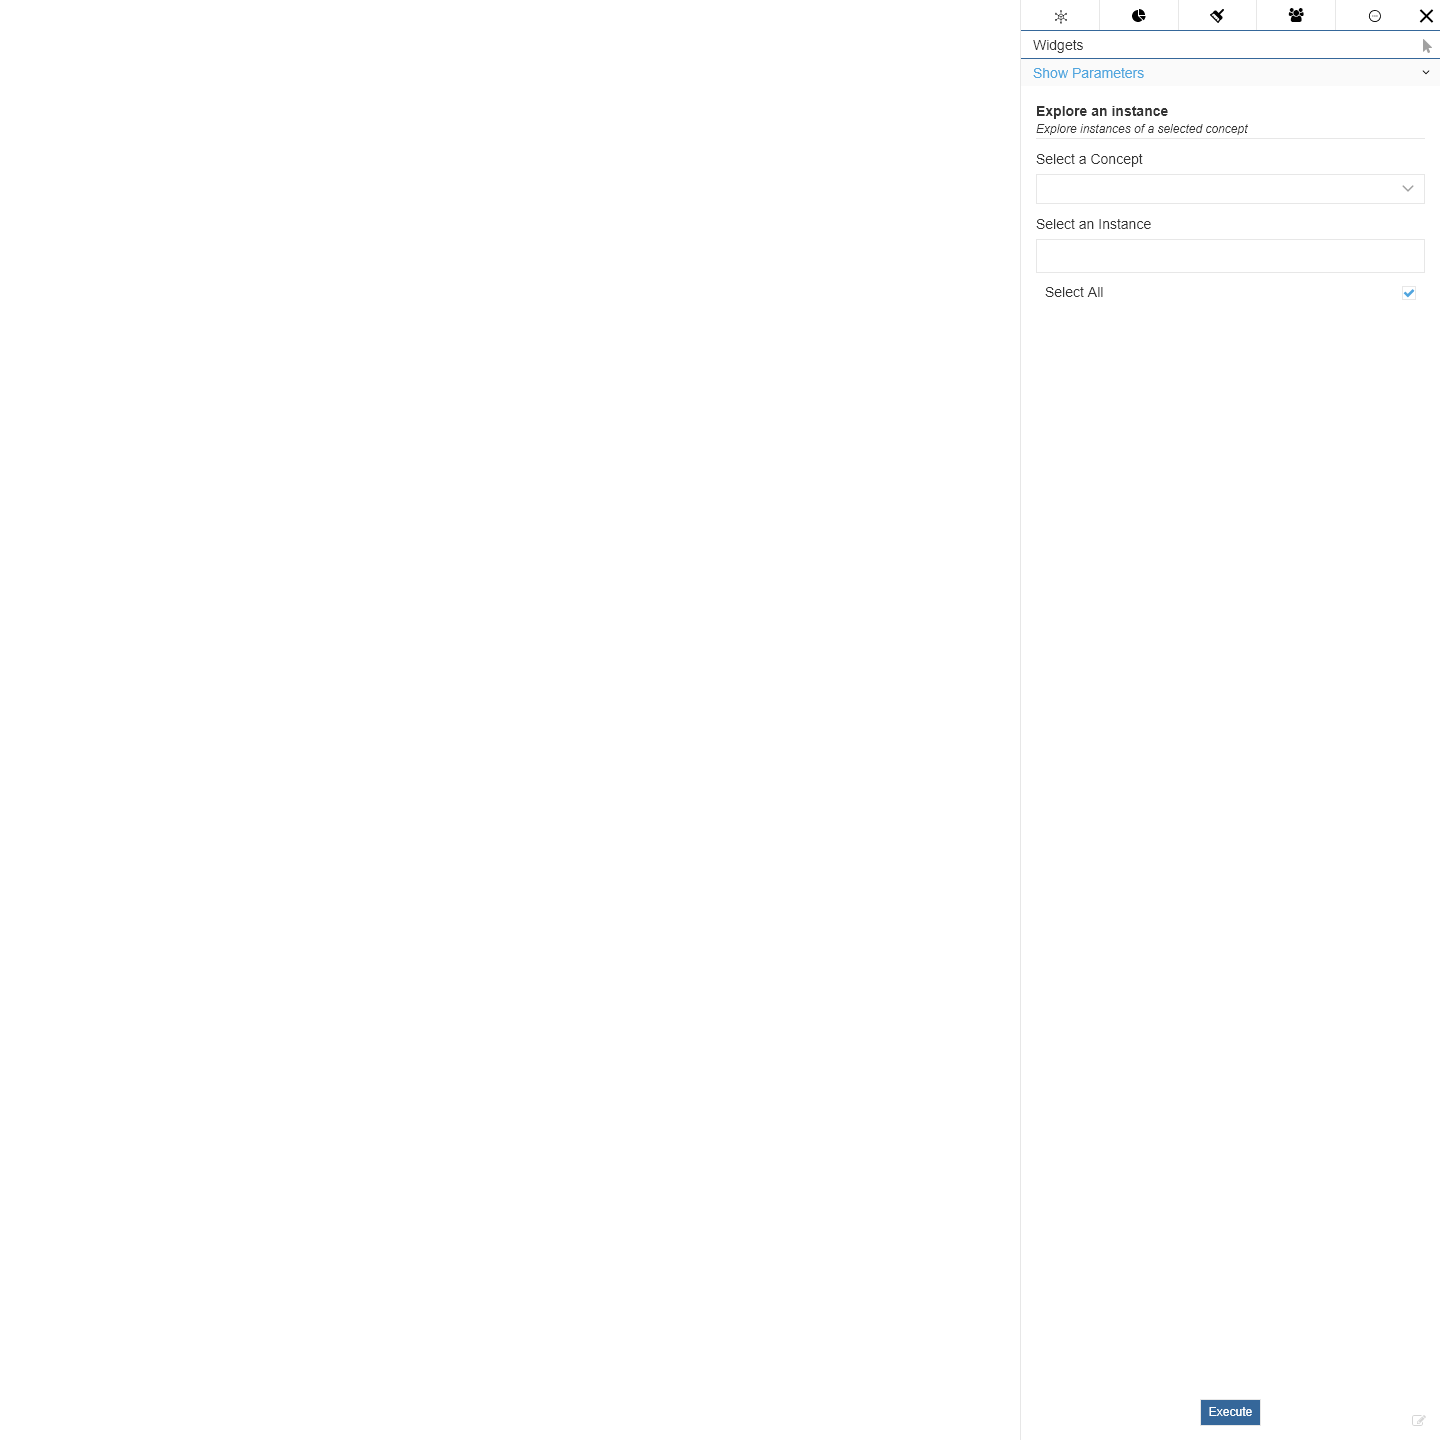 Widgets
Show Parameters
Explore an instance
Explore instances of a selected concept
Select a Concept
Select an Instance
Select All
Execute